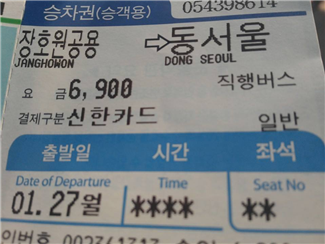 승차권(승객용) 054398614
장호원공용 ⇨ 동서울
JANGHOWON DONG SEOUL
요 금 6,900 직행버스
결제구분 신한카드 일반
출발일 시간 좌석
Date of Departure Time Seat No
01.27월 **** **